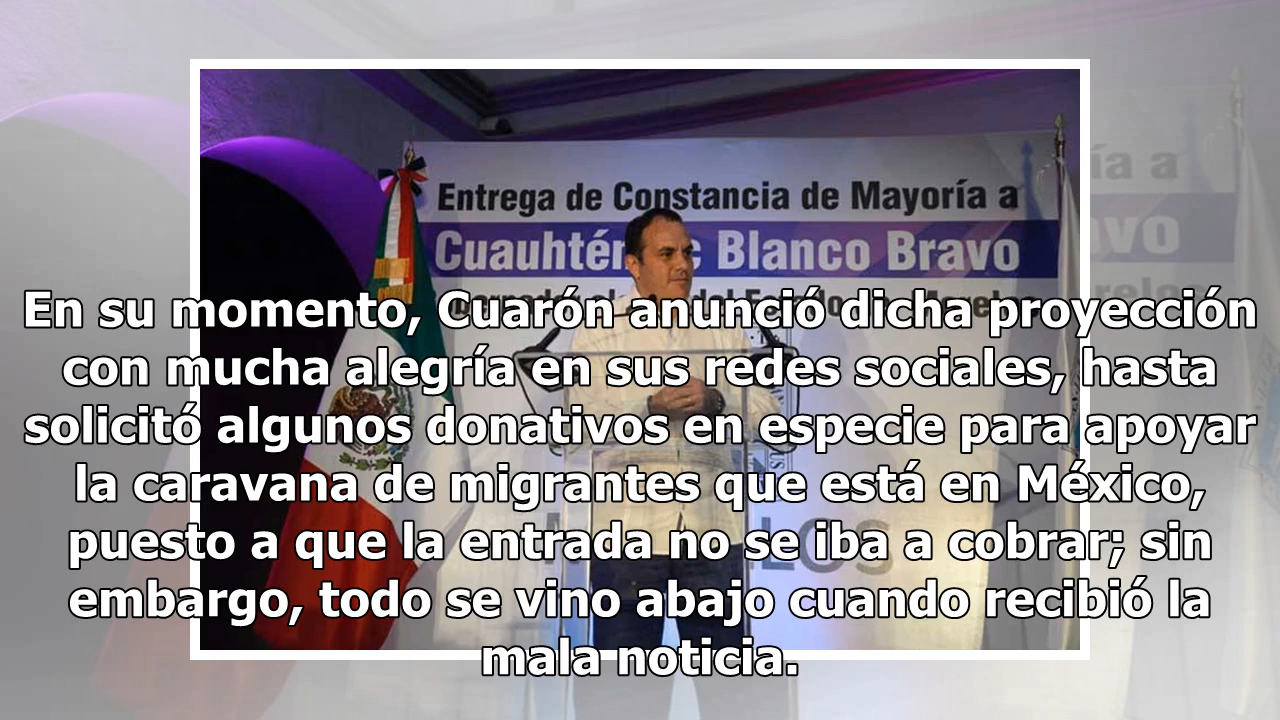 Entrega de Constancia de Mayoría a
Cuauhtémoc Blanco Bravo
En su momento, Cuarón anunció dicha proyección
con mucha alegría en sus redes sociales, hasta
solicitó algunos donativos en especie para apoyar
la caravana de migrantes que está en México,
puesto a que la entrada no se iba a cobrar; sin
embargo, todo se vino abajo cuando recibió la
mala noticia.